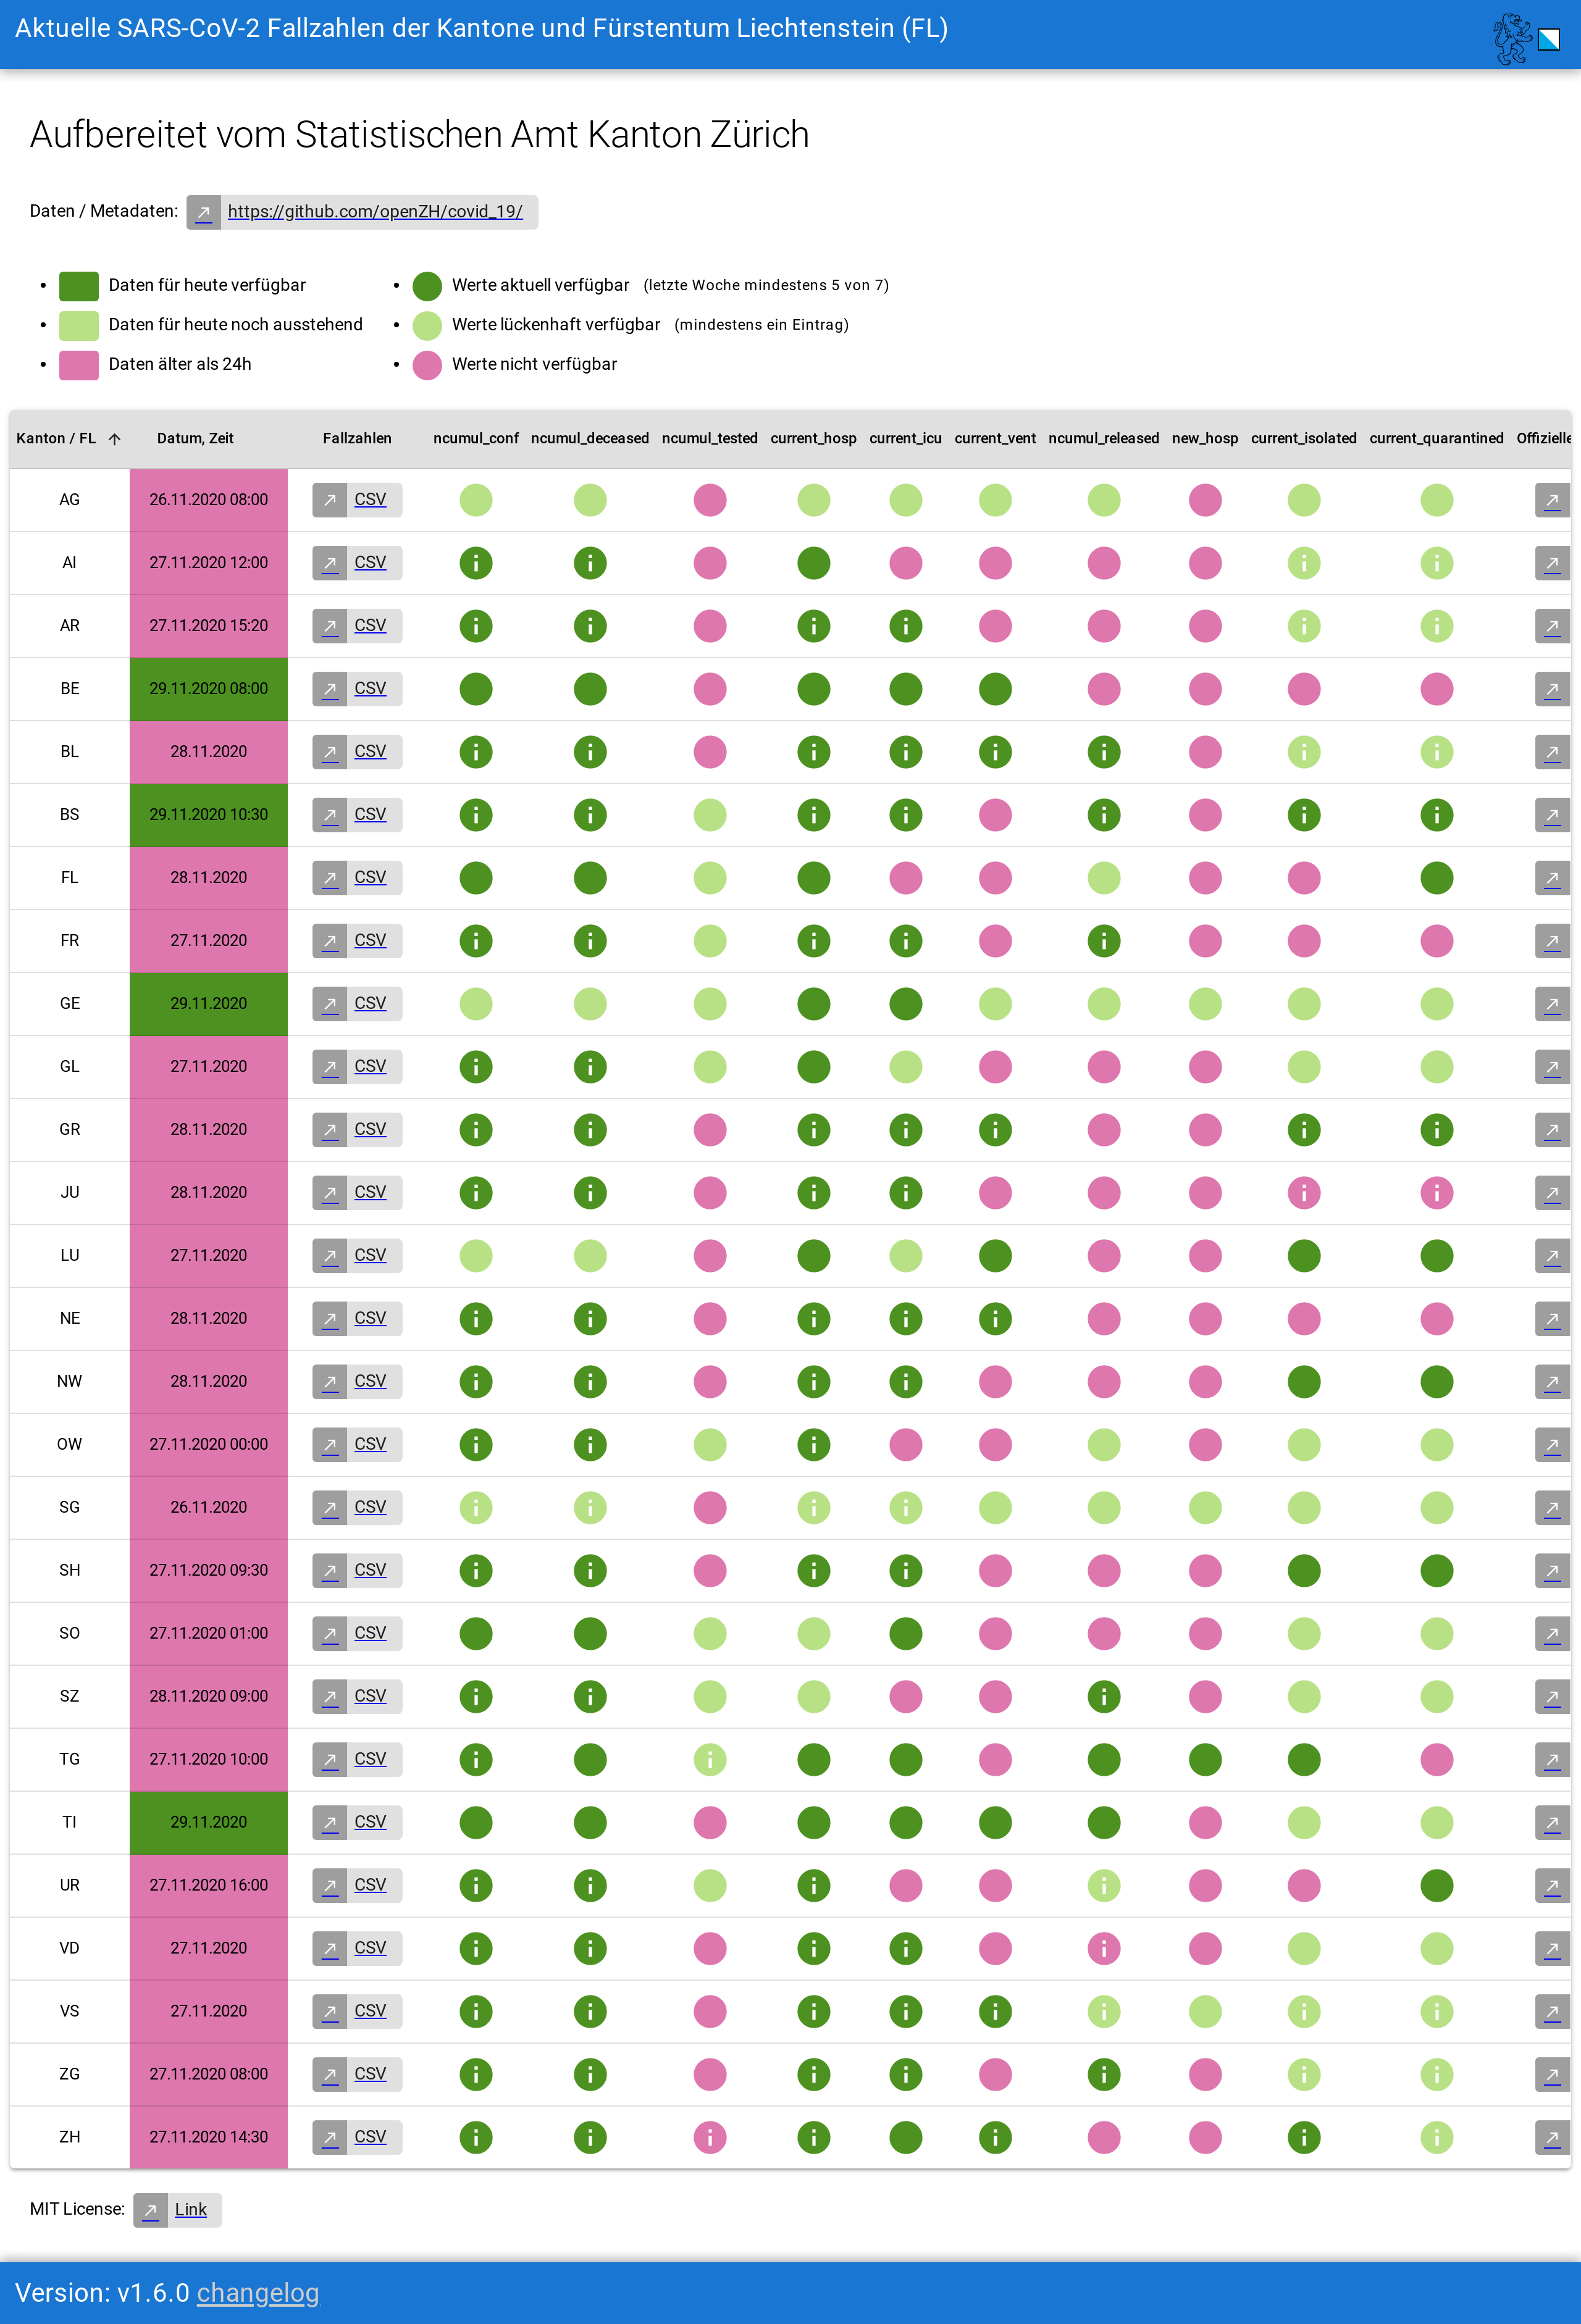 Aktuelle SARS-CoV-2 Fallzahlen der Kantone und Fürstentum Liechtenstein (FL)
Aufbereitet vom Statistischen Amt Kanton Zürich
Daten / Metadaten: https://github.com/openZH/covid_19/
Daten für heute verfügbar
Daten für heute noch ausstehend
Daten älter als 24h
Werte aktuell verfügbar (letzte Woche mindestens 5 von 7)
Werte lückenhaft verfügbar (mindestens ein Eintrag)
Werte nicht verfügbar
Kanton / FL Datum, Zeit Fallzahlen ncumul_conf ncumul_deceased ncumul_tested current_hosp current_icu current_vent ncumul_released new_hosp current_isolated current_quarantined Offizielle
AG 26.11.2020 08:00 CSV
AI 27.11.2020 12:00 CSV
AR 27.11.2020 15:20 CSV
BE 29.11.2020 08:00 CSV
BL 28.11.2020 CSV
BS 29.11.2020 10:30 CSV
FL 28.11.2020 CSV
FR 27.11.2020 CSV
GE 29.11.2020 CSV
GL 27.11.2020 CSV
GR 28.11.2020 CSV
JU 28.11.2020 CSV
LU 27.11.2020 CSV
NE 28.11.2020 CSV
NW 28.11.2020 CSV
OW 27.11.2020 00:00 CSV
SG 26.11.2020 CSV
SH 27.11.2020 09:30 CSV
SO 27.11.2020 01:00 CSV
SZ 28.11.2020 09:00 CSV
TG 27.11.2020 10:00 CSV
TI 29.11.2020 CSV
UR 27.11.2020 16:00 CSV
VD 27.11.2020 CSV
VS 27.11.2020 CSV
ZG 27.11.2020 08:00 CSV
ZH 27.11.2020 14:30 CSV
MIT License: Link
Version: v1.6.0 changelog